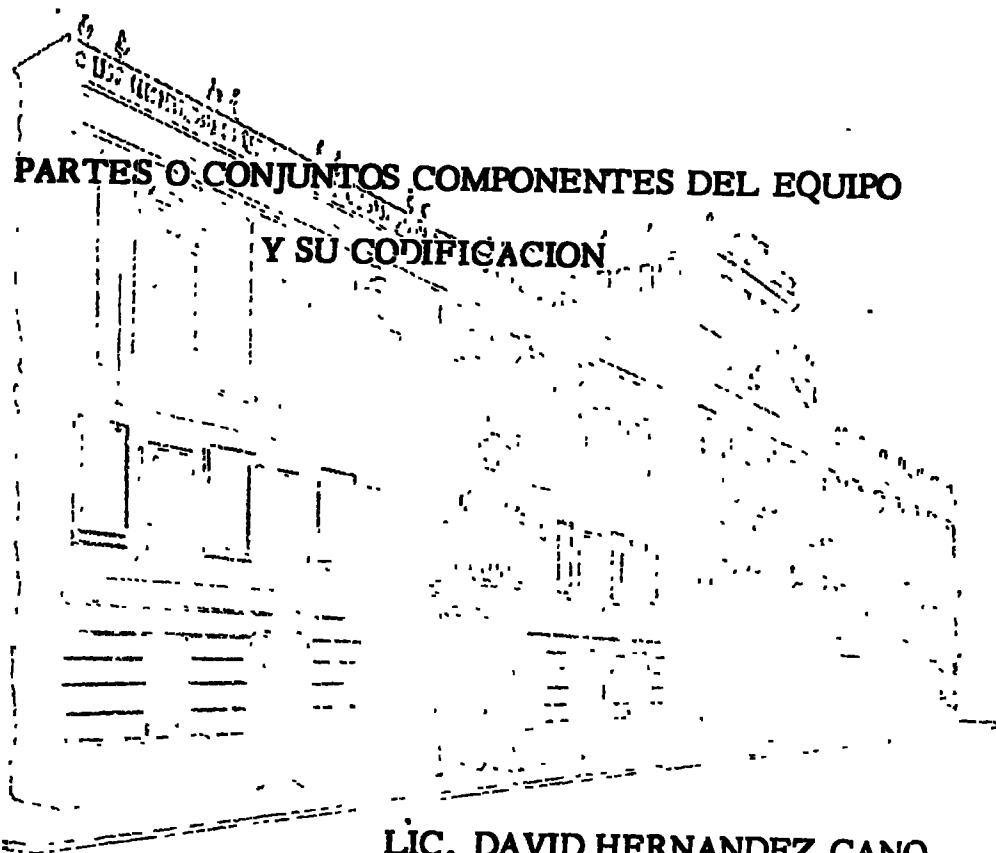 PARTES O CONJUNTOS COMPONENTES DEL EQUIPO
Y SU CODIFICACION
LIC. DAVID HERNANDEZ CANO